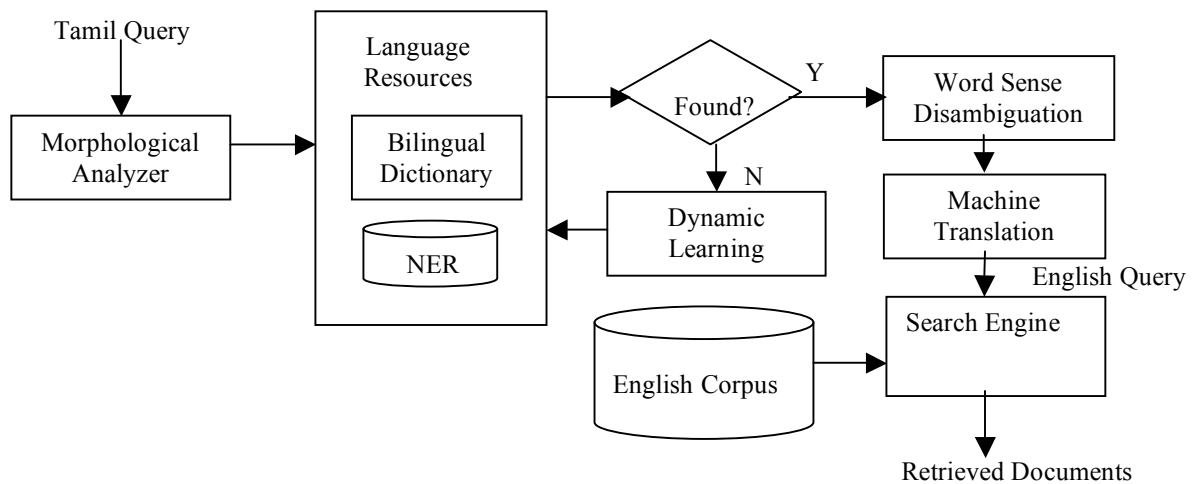 Tamil Query
Morphological
Analyzer
Language
Resources
Bilingual
Dictionary
NER
Found?
Y
N
Dynamic
Learning
Word Sense
Disambiguation
Machine
Translation
English Query
Search Engine
English Corpus
Retrieved Documents